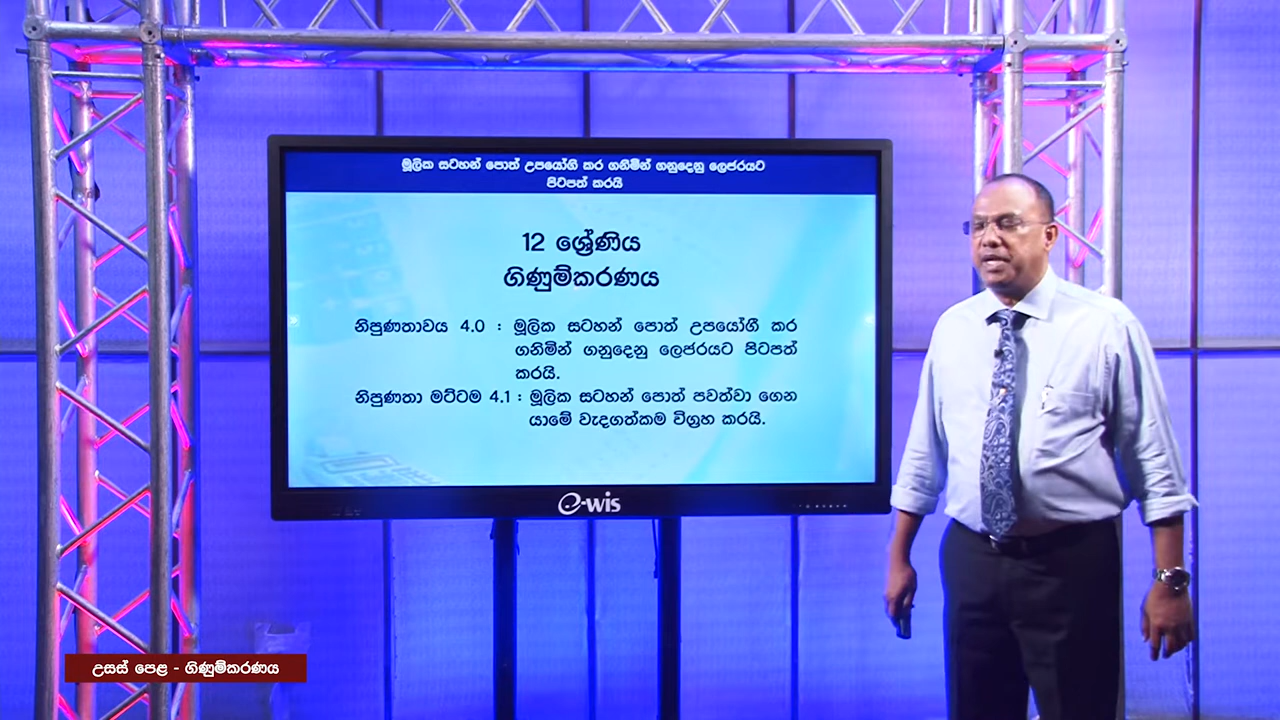 මූලික සටහන් පොත් උපයෝගී කර ගනිමින් ගනුදෙනු ලෙජරයට
පිටපත් කරයි
12 ශ්‍රේණිය
ගිණුම්කරණය
නිපුණතාවය 4.0 : මූලික සටහන් පොත් උපයෝගී කර
ගනිමින් ගනුදෙනු ලෙජරයට පිටපත්
කරයි.
නිපුණතා මට්ටම 4.1 : මූලික සටහන් පොත් පවත්වා ගෙන
යාමේ වැදගත්කම විග්‍රහ කරයි.
e-wis
උසස් පෙළ - ගිණුම්කරණය